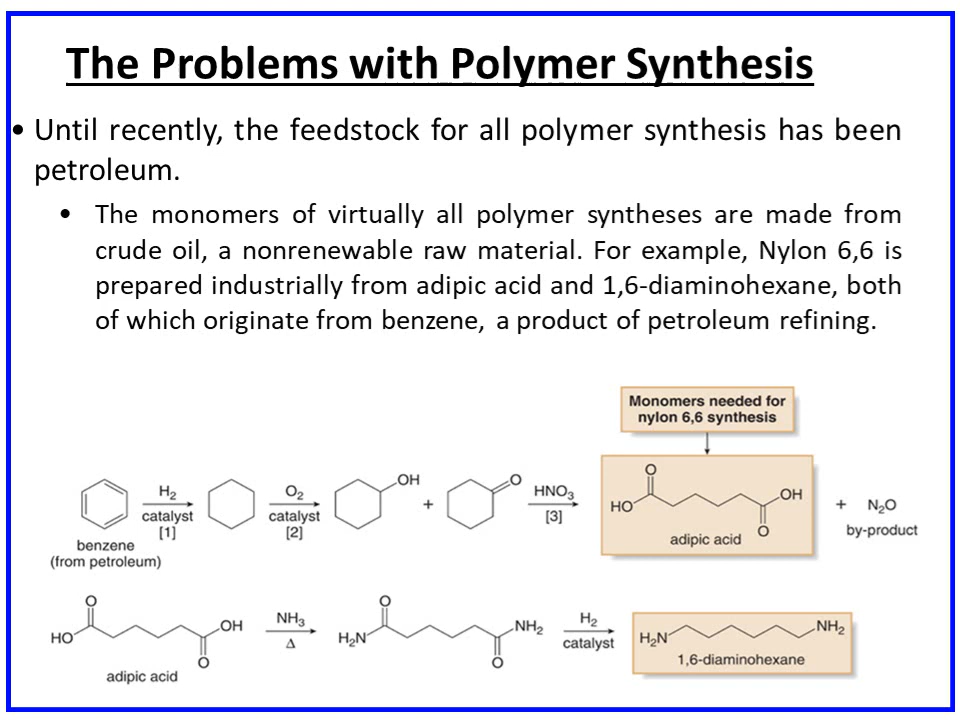 The Problems with Polymer Synthesis
• Until recently, the feedstock for all polymer synthesis has been
petroleum.
• The monomers of virtually all polymer syntheses are made from
crude oil, a nonrenewable raw material. For example, Nylon 6,6 is
prepared industrially from adipic acid and 1,6-diaminohexane, both
of which originate from benzene, a product of petroleum refining.
Monomers needed for
nylon 6,6 synthesis
H₂
catalyst
[1]
O₂
catalyst
[2]
OH
+
O
HNO₃
[3]
O
HO
OH
O
adipic acid
+ N₂O
by-product
benzene
(from petroleum)
O
HO
OH
O
adipic acid
NH₃
Δ
O
H₂N
NH₂
O
H₂
catalyst
H₂N
NH₂
1,6-diaminohexane